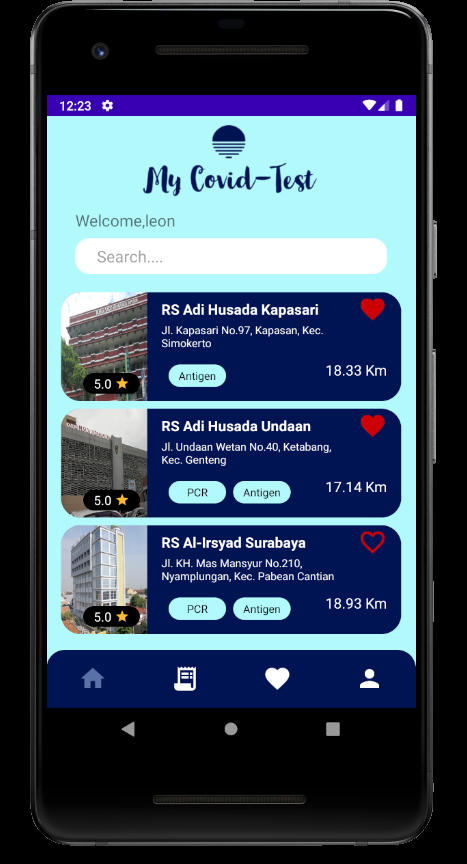 12:23
My Covid-Test
Welcome,leon
Search....
RS Adi Husada Kapasari
Jl. Kapasari No.97, Kapasan, Kec.
Simokerto
5.0
Antigen
18.33 Km
RS Adi Husada Undaan
Jl. Undaan Wetan No.40, Ketabang,
Kec. Genteng
5.0
PCR
Antigen
17.14 Km
RS Al-Irsyad Surabaya
Jl. KH. Mas Mansyur No.210,
Nyamplungan, Kec. Pabean Cantian
5.0
PCR
Antigen
18.93 Km